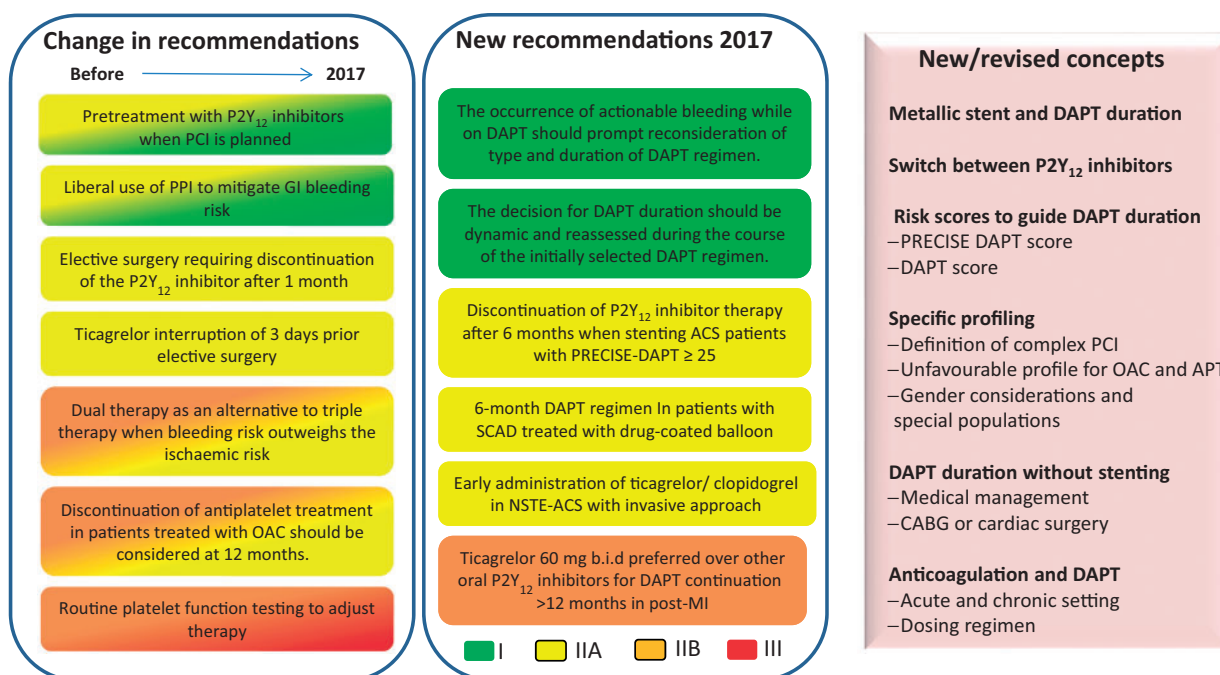 Change in recommendations
Before
2017
Pretreatment with P2Y12 inhibitors
when PCI is planned
Liberal use of PPI to mitigate GI bleeding
risk
Elective surgery requiring discontinuation
of the P2Y12 inhibitor after 1 month
Ticagrelor interruption of 3 days prior
elective surgery
Dual therapy as an alternative to triple
therapy when bleeding risk outweighs the
ischaemic risk
Discontinuation of antiplatelet treatment
in patients treated with OAC should be
considered at 12 months.
Routine platelet function testing to adjust
therapy
New recommendations 2017
The occurrence of actionable bleeding while
on DAPT should prompt reconsideration of
type and duration of DAPT regimen.
The decision for DAPT duration should be
dynamic and reassessed during the course
of the initially selected DAPT regimen.
Discontinuation of P2Y12 inhibitor therapy
after 6 months when stenting ACS patients
with PRECISE-DAPT ≥ 25
6-month DAPT regimen In patients with
SCAD treated with drug-coated balloon
Early administration of ticagrelor/ clopidogrel
in NSTE-ACS with invasive approach
Ticagrelor 60 mg b.i.d preferred over other
oral P2Y12 inhibitors for DAPT continuation
>12 months in post-MI
I
IIA
IIB
III
New/revised concepts
Metallic stent and DAPT duration
Switch between P2Y12 inhibitors
Risk scores to guide DAPT duration
–PRECISE DAPT score
–DAPT score
Specific profiling
–Definition of complex PCI
–Unfavourable profile for OAC and APT
–Gender considerations and
special populations
DAPT duration without stenting
–Medical management
–CABG or cardiac surgery
Anticoagulation and DAPT
–Acute and chronic setting
–Dosing regimen